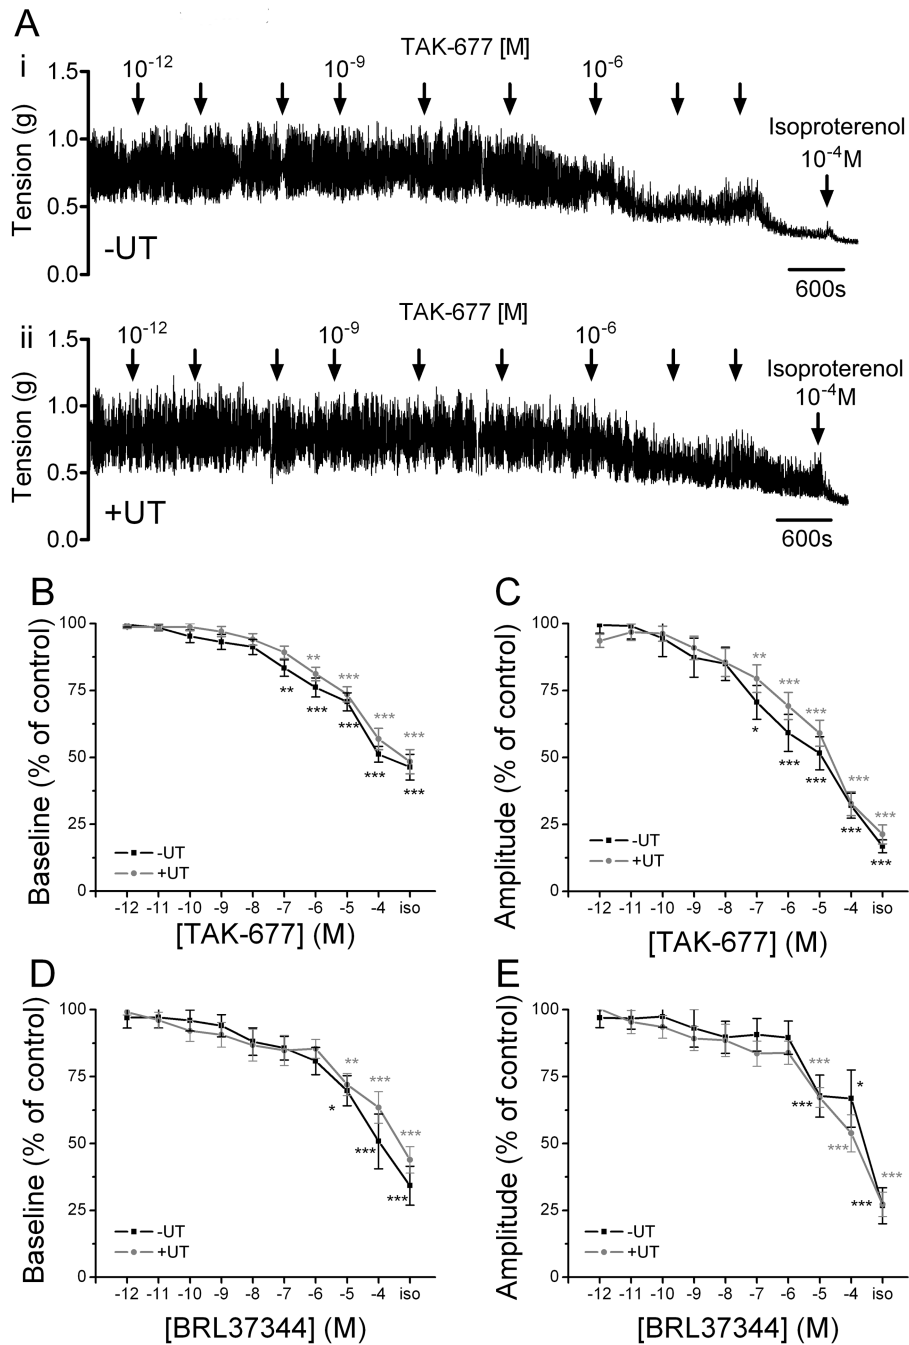 A
i
TAK-677 [M]
10-12
10-9
10-6
Isoproterenol
10-4M
1.5
1.0
0.5
0.0
Tension (g)
-UT
600s
ii
TAK-677 [M]
10-12
10-9
10-6
Isoproterenol
10-4M
1.5
1.0
0.5
0.0
Tension (g)
+UT
600s
B
Baseline (% of control)
100
75
50
25
0
** *** *** *** ***
** *** *** *** ***
-UT
+UT
-12 -11 -10 -9 -8 -7 -6 -5 -4 iso
[TAK-677] (M)
C
Amplitude (% of control)
100
75
50
25
0
** *** *** *** ***
* *** *** *** ***
-UT
+UT
-12 -11 -10 -9 -8 -7 -6 -5 -4 iso
[TAK-677] (M)
D
Baseline (% of control)
100
75
50
25
0
** *** ***
* *** ***
-UT
+UT
-12 -11 -10 -9 -8 -7 -6 -5 -4 iso
[BRL37344] (M)
E
Amplitude (% of control)
100
75
50
25
0
*** *** ***
*** * ***
-UT
+UT
-12 -11 -10 -9 -8 -7 -6 -5 -4 iso
[BRL37344] (M)